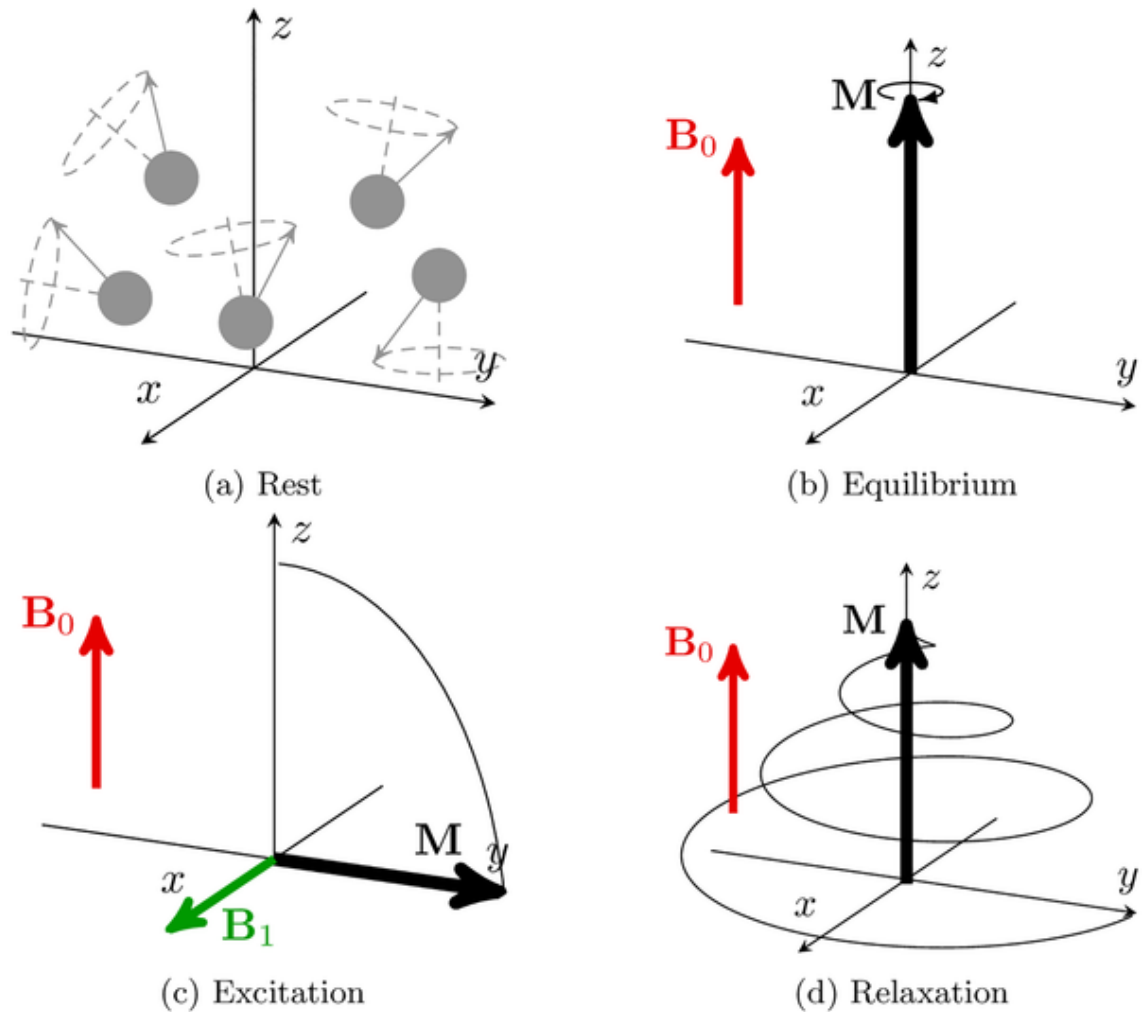 z
x
y
(a) Rest
z
M
B₀
x
y
(b) Equilibrium
z
B₀
M
y
x
B₁
(c) Excitation
z
M
B₀
y
x
(d) Relaxation